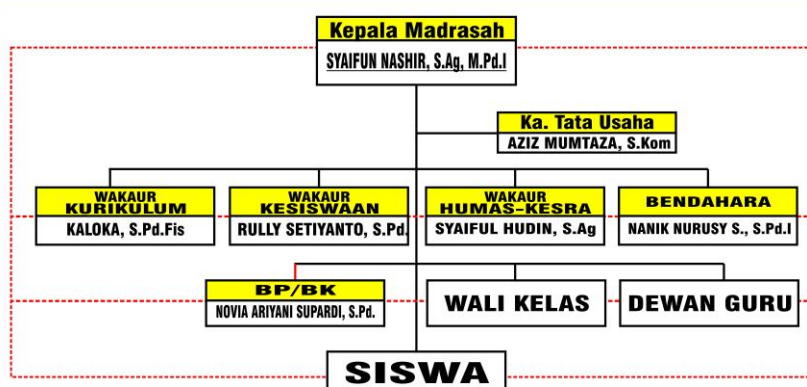 Kepala Madrasah
SYAIFUN NASHIR, S.Ag, M.Pd.I
Ka. Tata Usaha
AZIZ MUMTAZA, S.Kom
WAKAUR
KURIKULUM
KALOKA, S.Pd.Fis
WAKAUR
KESISWAAN
RULLY SETIYANTO, S.Pd.
WAKAUR
HUMAS-KESRA
SYAIFUL HUDIN, S.Ag
BENDAHARA
NANIK NURUSY S., S.Pd.I
BP/BK
NOVIA ARIYANI SUPARDI, S.Pd.
WALI KELAS
DEWAN GURU
SISWA